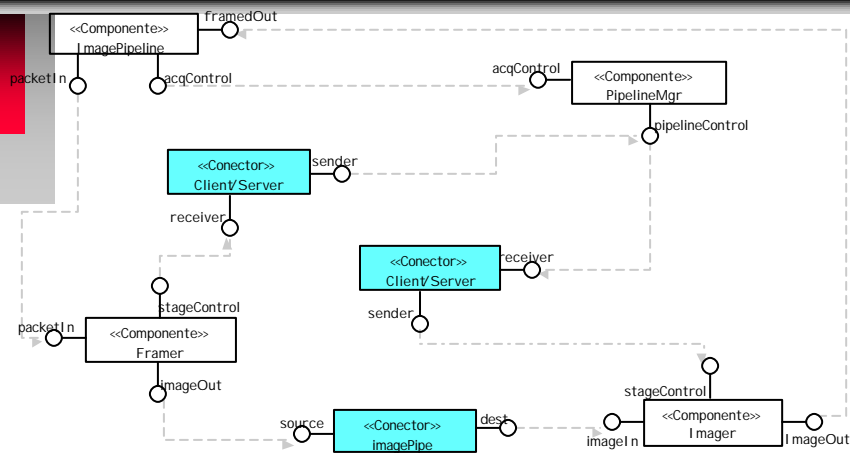 framedOut
<<Componente>>
ImagePipeline
packetIn
acqControl
acqControl
<<Componente>>
PipelineMgr
pipelineControl
<<Conector>>
Client/Server
sender
receiver
<<Conector>>
Client/Server
receiver
sender
stageControl
packetIn
<<Componente>>
Framer
imageOut
source
<<Conector>>
imagePipe
dest
stageControl
imageIn
<<Componente>>
Imager
ImageOut